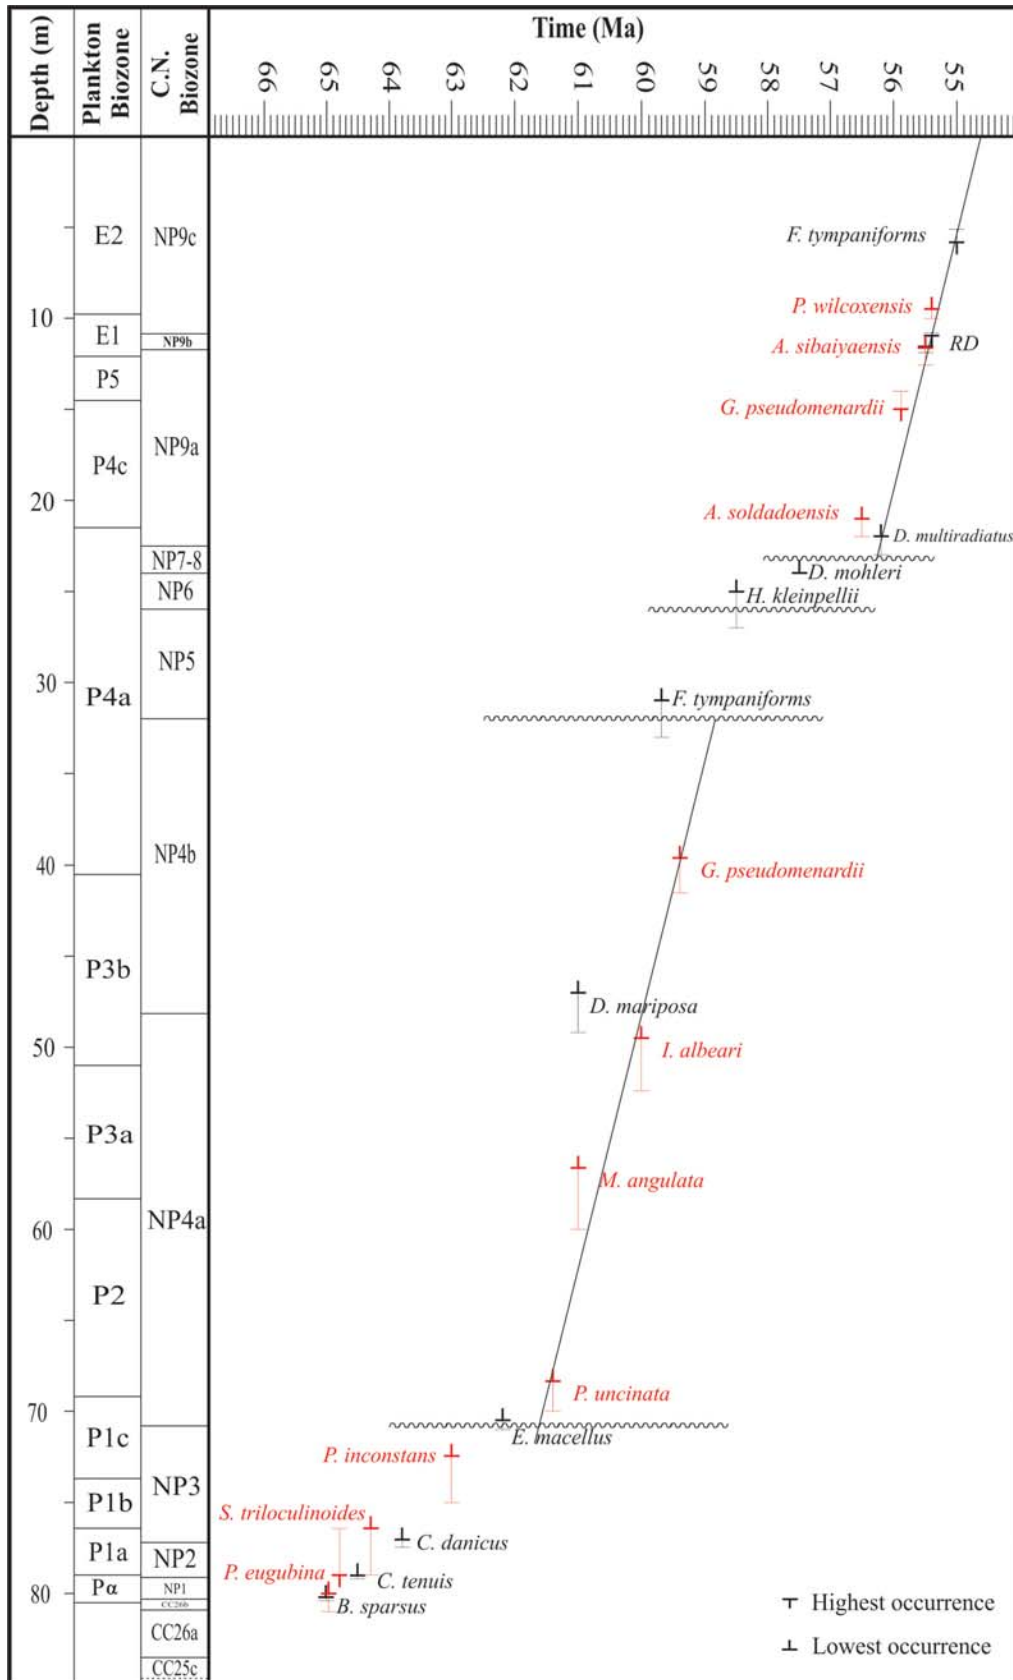 Depth (m)
Plankton
Biozone
C.N.
Biozone
Time (Ma)
66
65
64
63
62
61
60
59
58
57
56
55
E2
NP9c
F. tympaniforms
10
P. wilcoxensis
E1
NP9b
RD
A. sibaiyaensis
P5
G. pseudomenardii
NP9a
P4c
20
A. soldadoensis
D. multiradiatus
NP7-8
D. mohleri
NP6
H. kleinpellii
NP5
30
P4a
F. tympaniforms
NP4b
40
G. pseudomenardii
P3b
D. mariposa
50
I. albeari
P3a
M. angulata
NP4a
60
P2
P. uncinata
70
P1c
E. macellus
P. inconstans
NP3
P1b
S. triloculinoides
C. danicus
P1a
NP2
P. eugubina
C. tenuis
Pα
NP1
80
B. sparsus
CC26b
Highest occurrence
CC26a
Lowest occurrence
CC25c